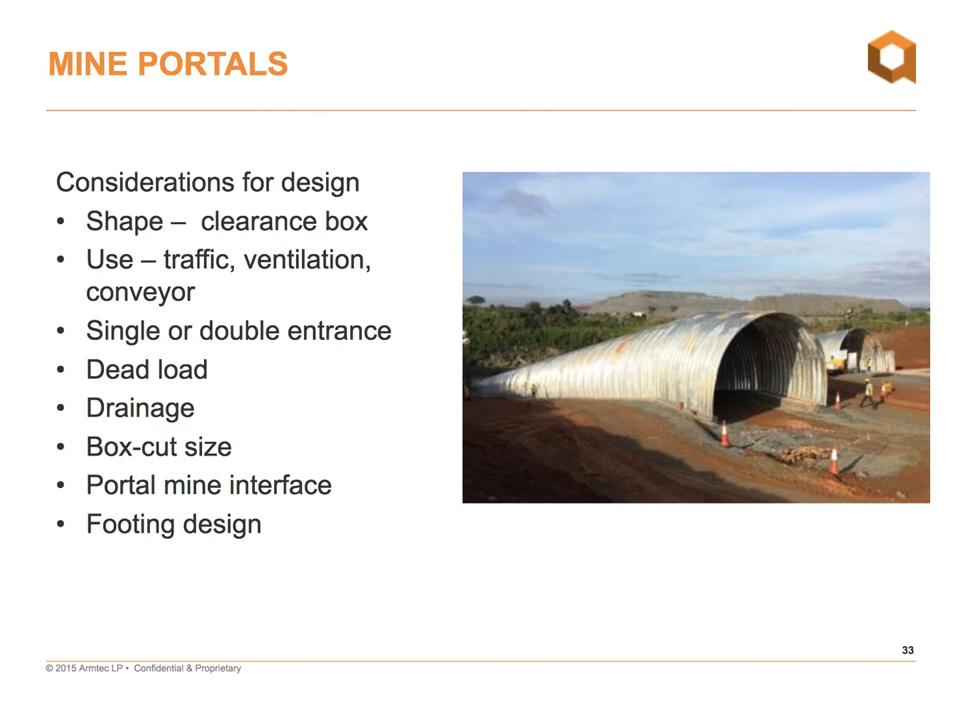 MINE PORTALS
Considerations for design
• Shape – clearance box
• Use – traffic, ventilation,
conveyor
• Single or double entrance
• Dead load
• Drainage
• Box-cut size
• Portal mine interface
• Footing design
33
© 2015 Armtec LP • Confidential & Proprietary